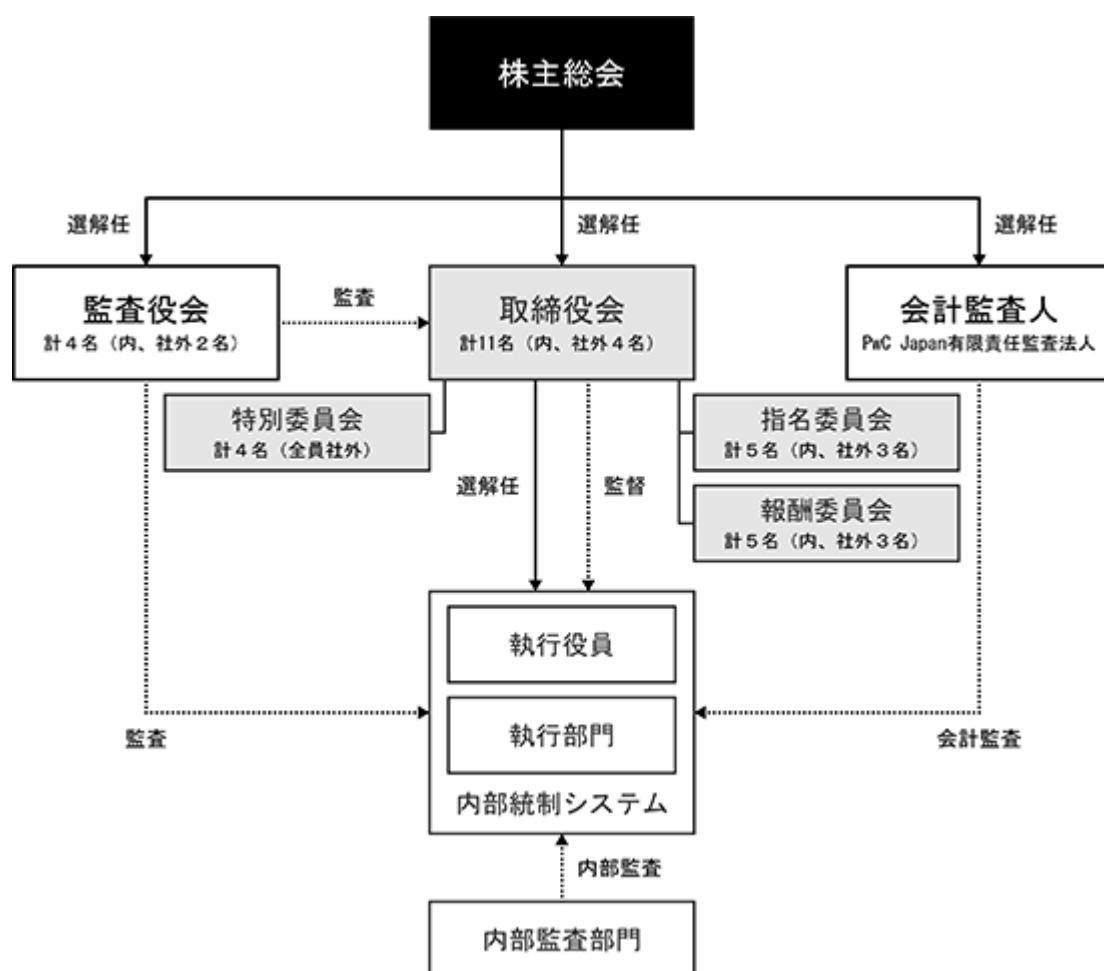 株主総会
選解任
選解任
選解任
監査役会
計4名（内、社外２名）
監査
取締役会
計11名（内、社外４名）
会計監査人
PwC Japan有限責任監査法人
特別委員会
計４名（全員社外）
指名委員会
計５名（内、社外３名）
選解任
監督
報酬委員会
計５名（内、社外３名）
執行役員
執行部門
監査
会計監査
内部統制システム
内部監査
内部監査部門